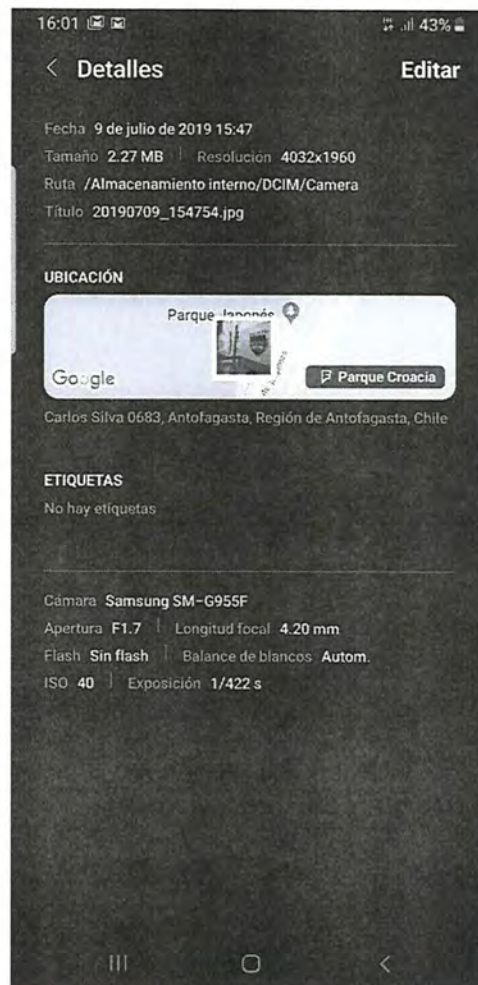 16:01 43%
Detalles Editar
Fecha 9 de julio de 2019 15:47
Tamaño 2.27 MB | Resolución 4032x1960
Ruta /Almacenamiento interno/DCIM/Camera
Título 20190709_154754.jpg
UBICACIÓN
Parque Japonés
Google Parque Croacia
Carlos Silva 0683, Antofagasta, Región de Antofagasta, Chile
ETIQUETAS
No hay etiquetas
Cámara Samsung SM-G955F
Apertura F1.7 | Longitud focal 4.20 mm
Flash Sin flash | Balance de blancos Autom.
ISO 40 | Exposición 1/422 s